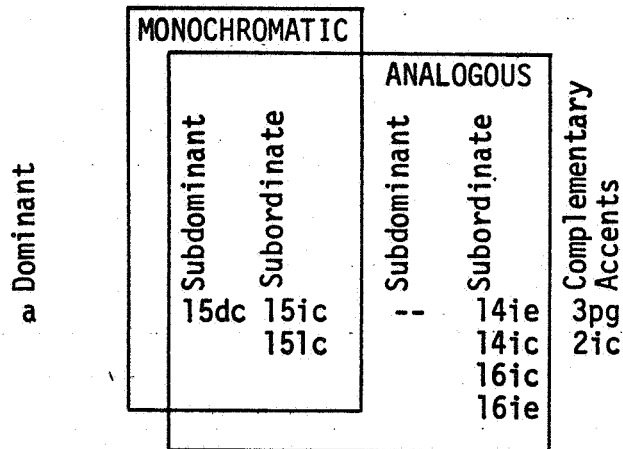 MONOCHROMATIC
ANALOGOUS
a Dominant
Subdominant
Subordinate
Subdominant
Subordinate
Complementary
Accents
15dc 15ic -- 14ie 3pg
15lc 14ic 2ic
16ic
16ie